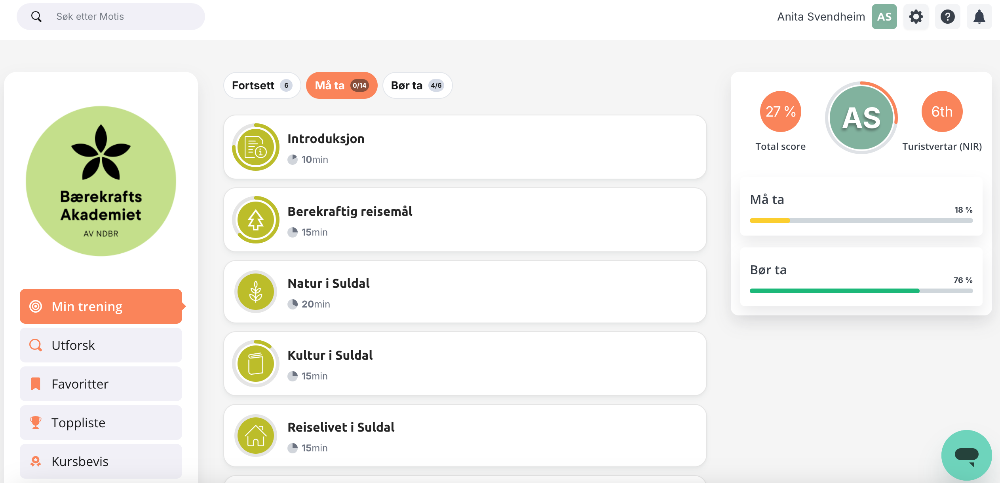 Søk etter Motis
Anita Svendheim
AS
Bærekrafts
Akademiet
AV NDBR
Min trening
Utforsk
Favoritter
Toppliste
Kursbevis
Fortsett 6
Må ta 0/14
Bør ta 4/6
Introduksjon
10min
Berekraftig reisemål
15min
Natur i Suldal
20min
Kultur i Suldal
15min
Reiselivet i Suldal
15min
27 %
Total score
AS
6th
Turistvertar (NIR)
Må ta
18 %
Bør ta
76 %